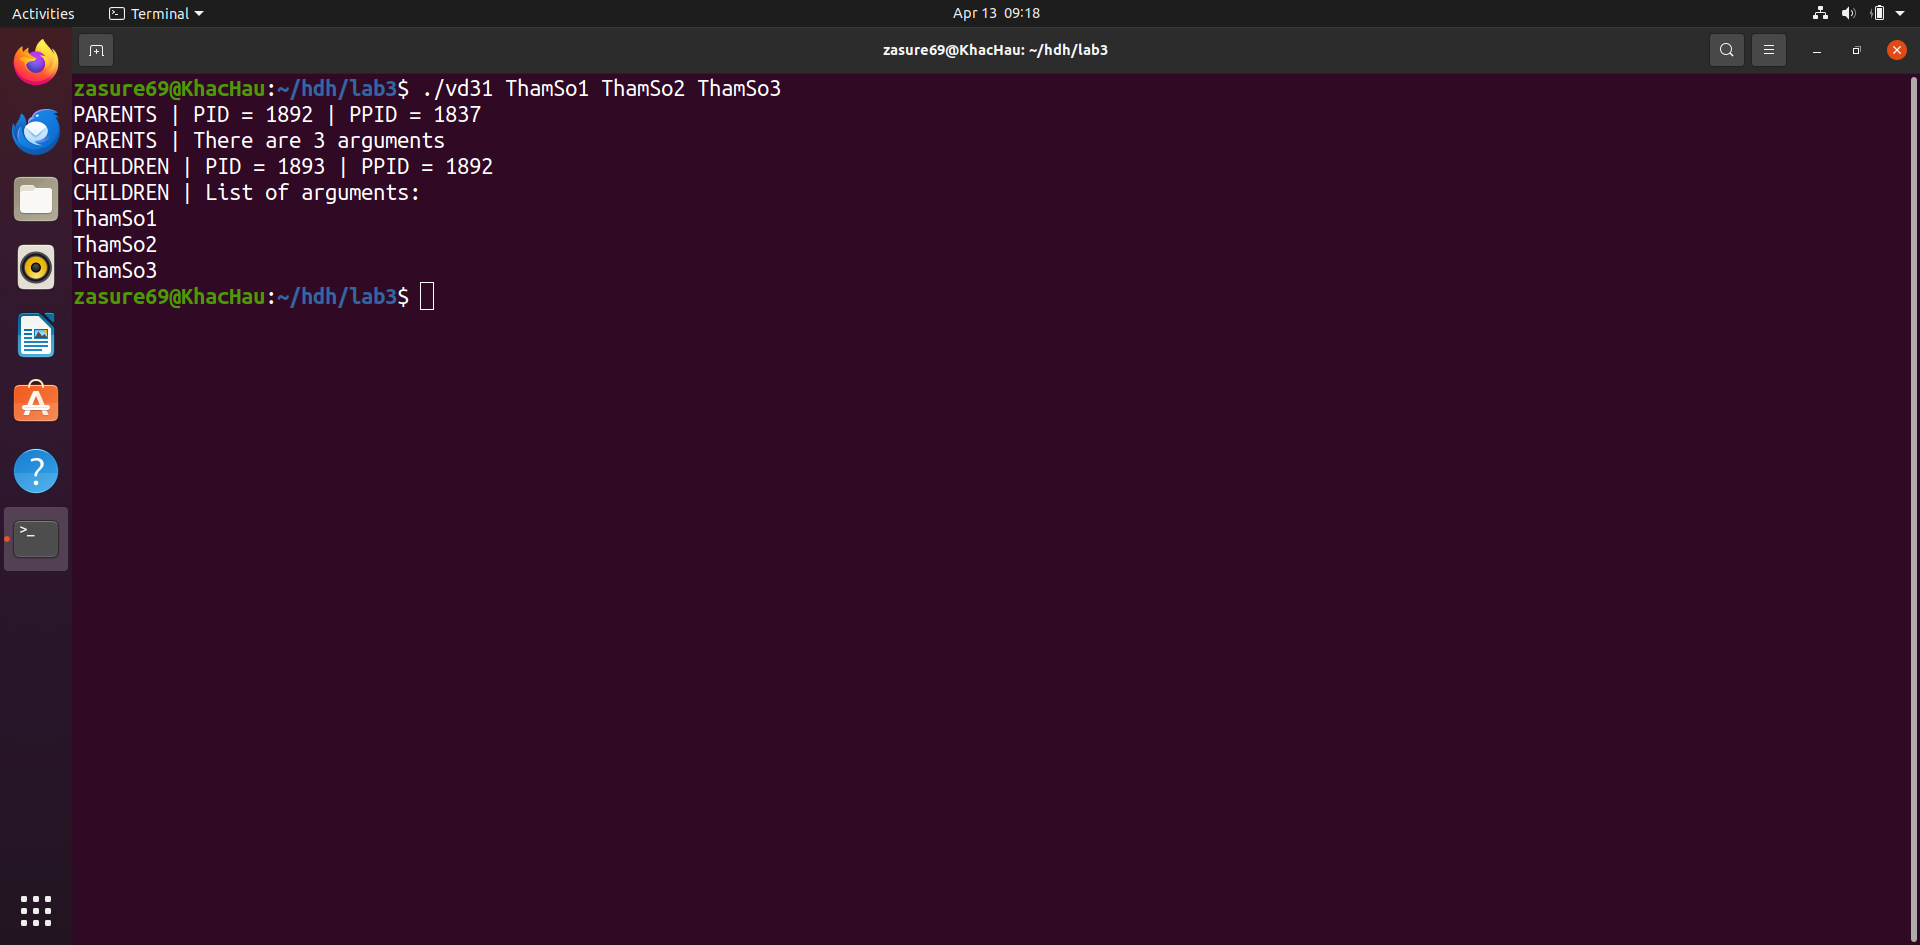 Activities
Terminal
Apr 13 09:18
zasure69@KhacHau: ~/hdh/lab3
zasure69@KhacHau:~/hdh/lab3$ ./vd31 ThamSo1 ThamSo2 ThamSo3
PARENTS | PID = 1892 | PPID = 1837
PARENTS | There are 3 arguments
CHILDREN | PID = 1893 | PPID = 1892
CHILDREN | List of arguments:
ThamSo1
ThamSo2
ThamSo3
zasure69@KhacHau:~/hdh/lab3$